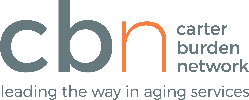 cbn
carter
burden
network
leading the way in aging services